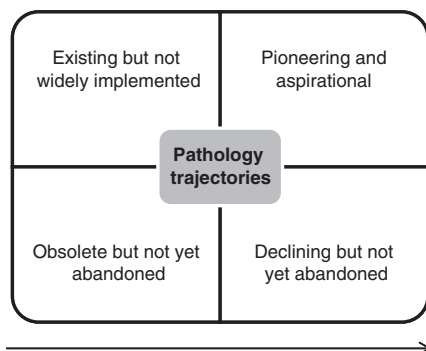 Existing but not
widely implemented
Pioneering and
aspirational
Pathology
trajectories
Obsolete but not yet
abandoned
Declining but not
yet abandoned